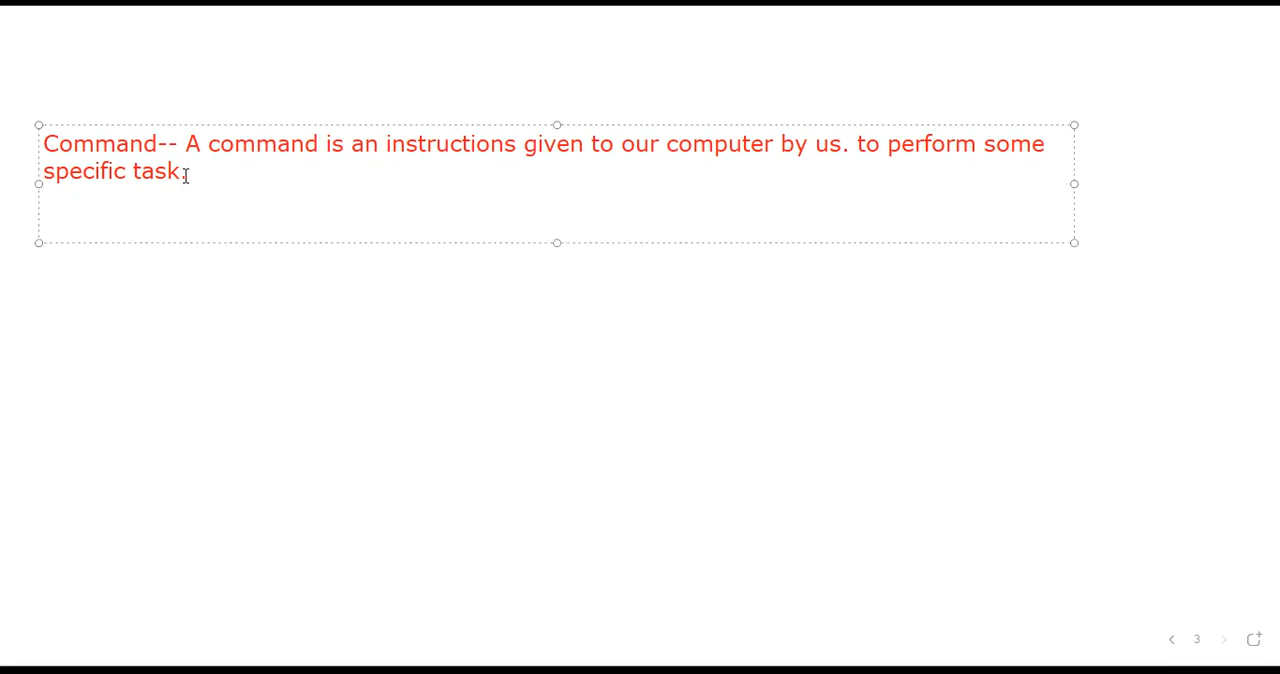 Command-- A command is an instructions given to our computer by us. to perform some
specific task.
3